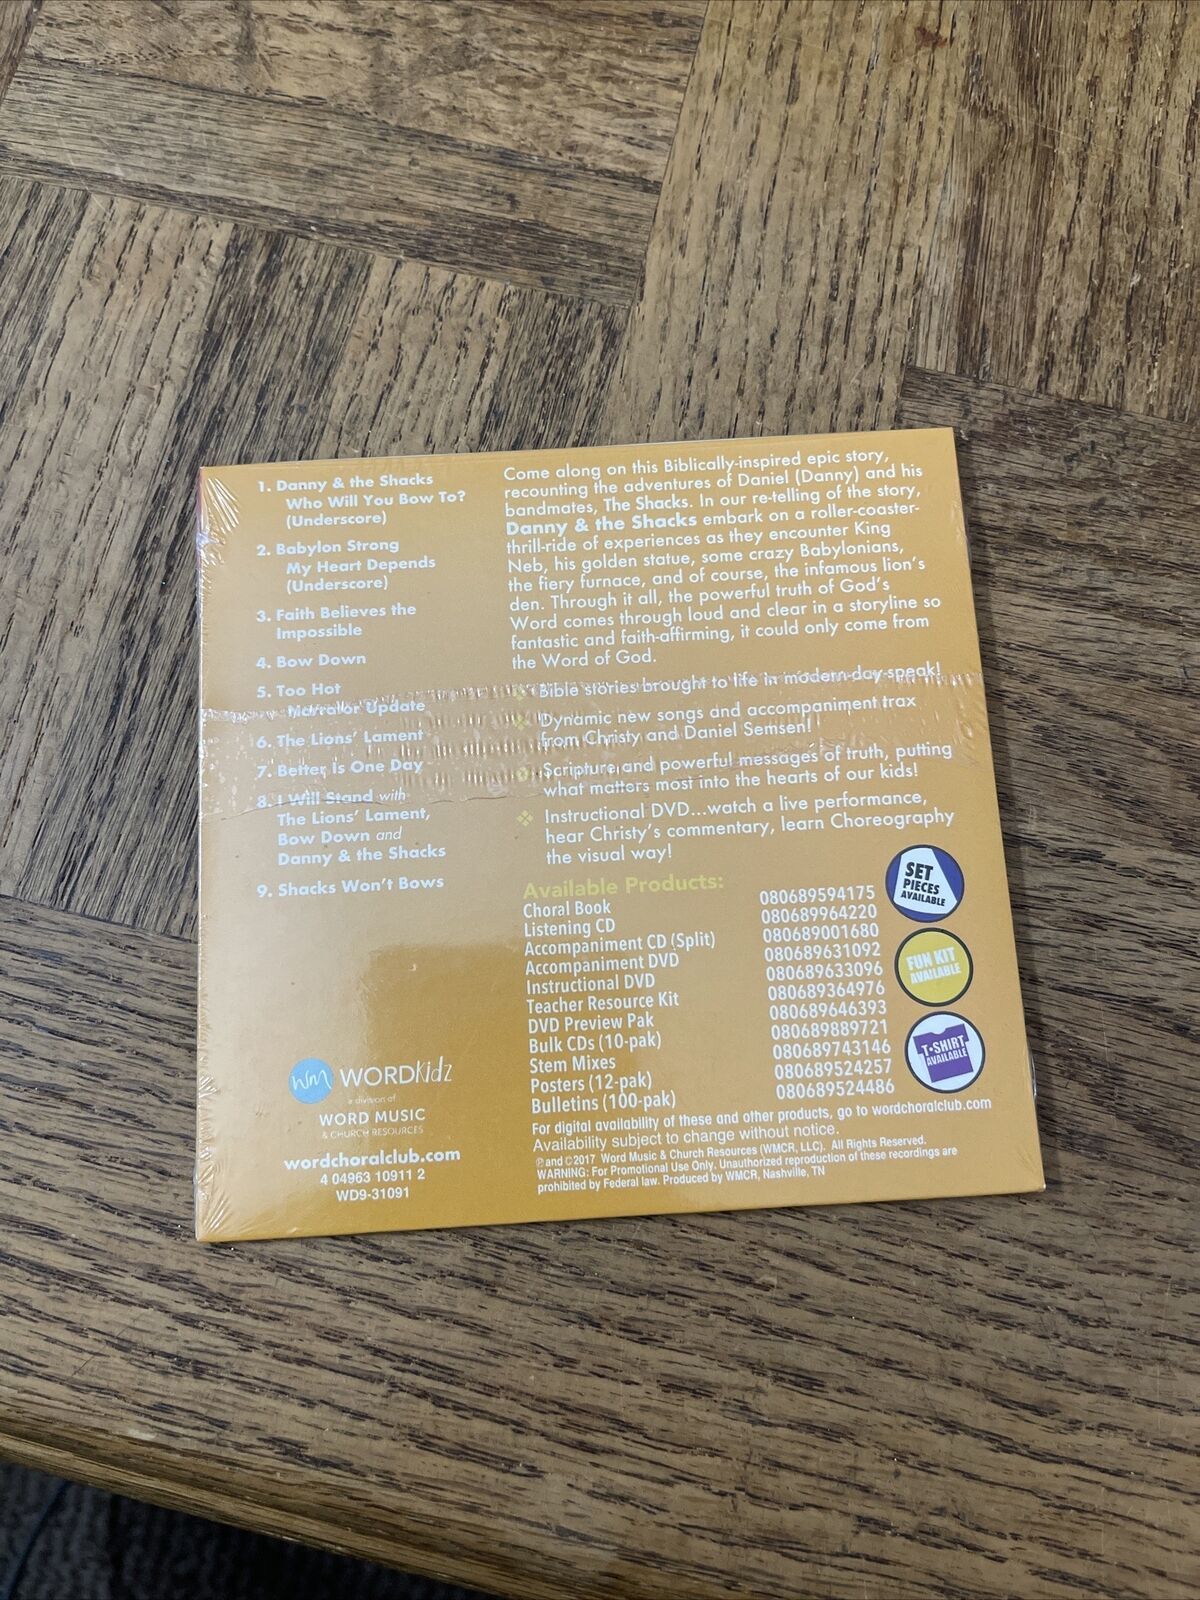 1. Danny & the Shacks
Who Will You Bow To?
(Underscore)
2. Babylon Strong
My Heart Depends
(Underscore)
3. Faith Believes the
Impossible
4. Bow Down
5. Too Hot
Narrator Update
6. The Lions' Lament
7. Better Is One Day
8. I Will Stand with
The Lions' Lament,
Bow Down and
Danny & the Shacks
9. Shacks Won't Bows
Come along on this Biblically-inspired epic story,
recounting the adventures of Daniel (Danny) and his
bandmates, The Shacks. In our re-telling of the story,
Danny & the Shacks embark on a roller-coaster-
thrill-ride of experiences as they encounter King
Neb, his golden statue, some crazy Babylonians,
the fiery furnace, and of course, the infamous lion's
den. Through it all, the powerful truth of God's
Word comes through loud and clear in a storyline so
fantastic and faith-affirming, it could only come from
the Word of God.
❖ Bible stories brought to life in modern-day-speak!
❖ Dynamic new songs and accompaniment trax
from Christy and Daniel Semsen!
❖ Scripture and powerful messages of truth, putting
what matters most into the hearts of our kids!
❖ Instructional DVD...watch a live performance,
hear Christy's commentary, learn Choreography
the visual way!
Available Products:
Choral Book 080689594175
Listening CD 080689964220
Accompaniment CD (Split) 080689001680
Accompaniment DVD 080689631092
Instructional DVD 080689633096
Teacher Resource Kit 080689364976
DVD Preview Pak 080689646393
Bulk CDs (10-pak) 080689889721
Stem Mixes 080689743146
Posters (12-pak) 080689524257
Bulletins (100-pak) 080689524486
For digital availability of these and other products, go to wordchoralclub.com
Availability subject to change without notice.
℗ and ©2017 Word Music & Church Resources (WMCR, LLC). All Rights Reserved.
WARNING: For Promotional Use Only. Unauthorized reproduction of these recordings are
prohibited by Federal law. Produced by WMCR, Nashville, TN
SET
PIECES
AVAILABLE
FUN KIT
AVAILABLE
T-SHIRT
AVAILABLE
wm WORDkidz
a division of
WORD MUSIC
& CHURCH RESOURCES
wordchoralclub.com
4 04963 10911 2
WD9-31091